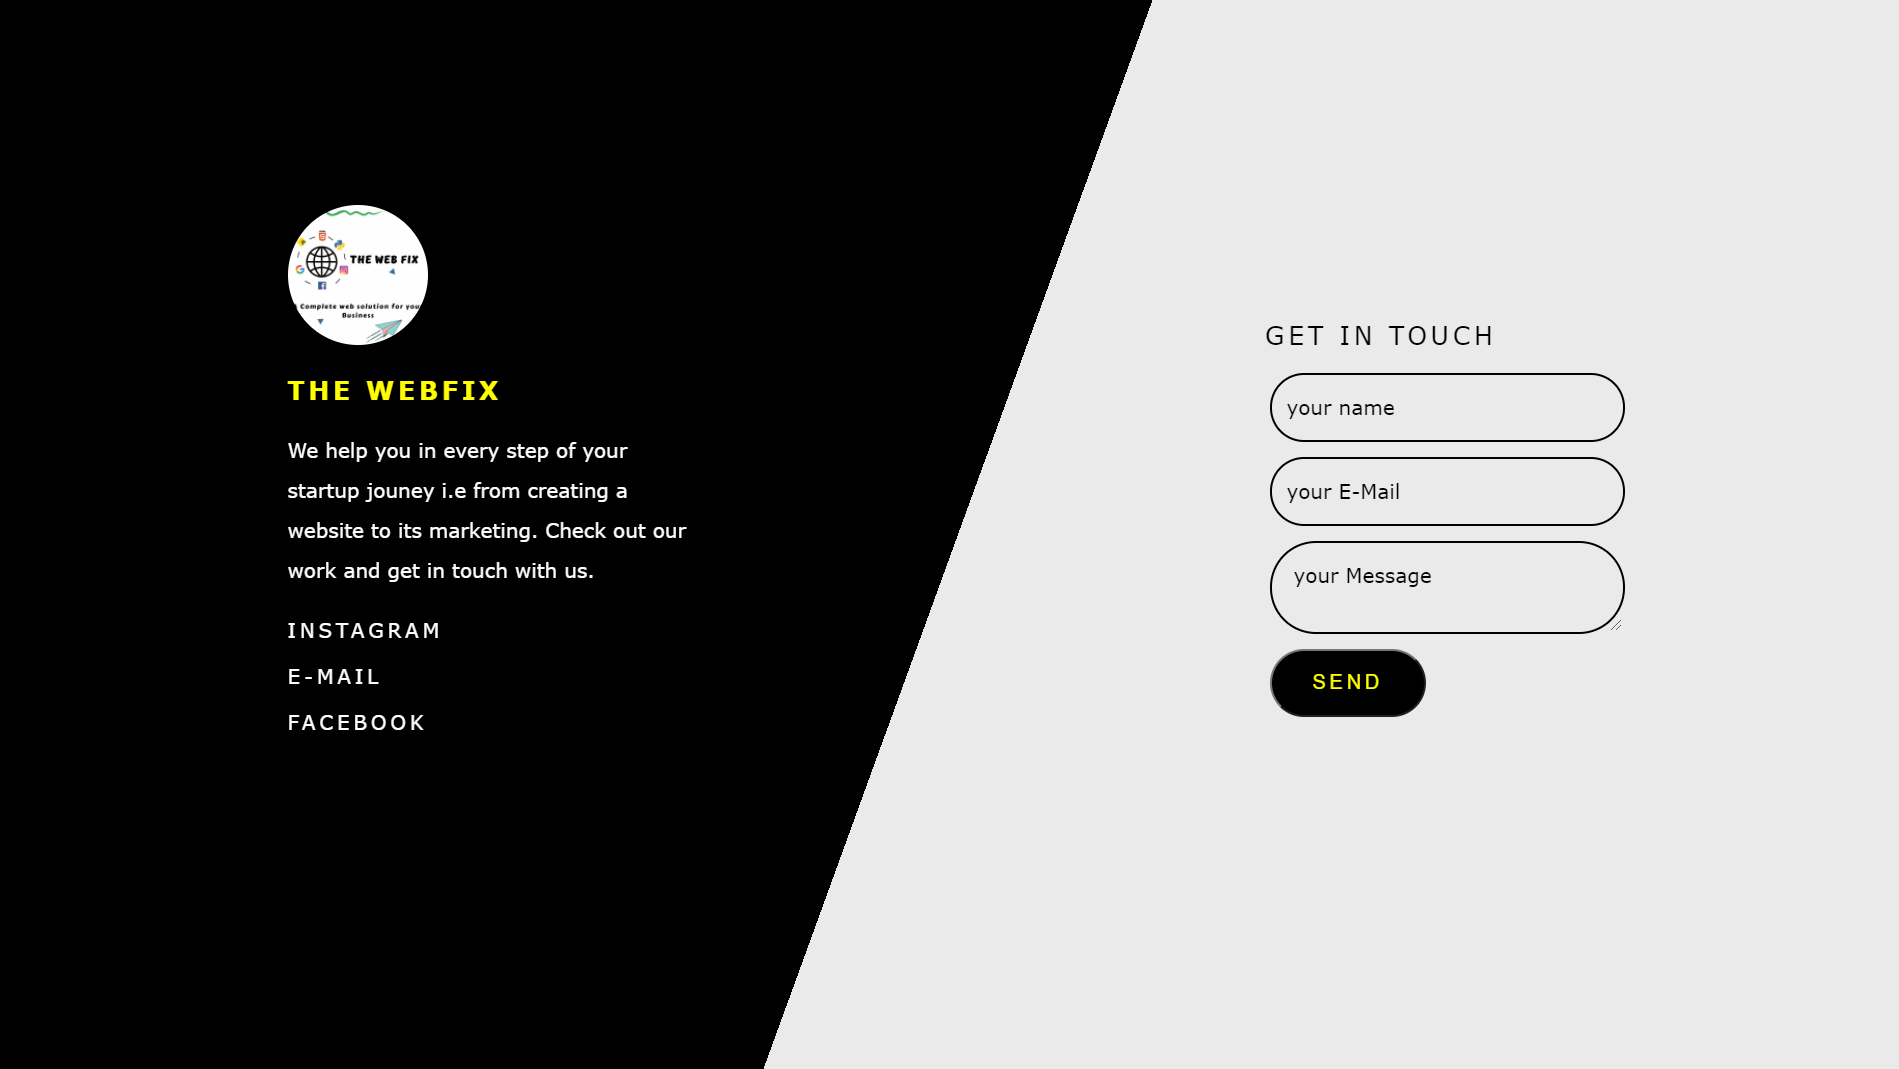 THE WEB FIX
Complete web solution for you
Business
THE WEBFIX
We help you in every step of your
startup jouney i.e from creating a
website to its marketing. Check out our
work and get in touch with us.
INSTAGRAM
E-MAIL
FACEBOOK
GET IN TOUCH
your name
your E-Mail
your Message
SEND